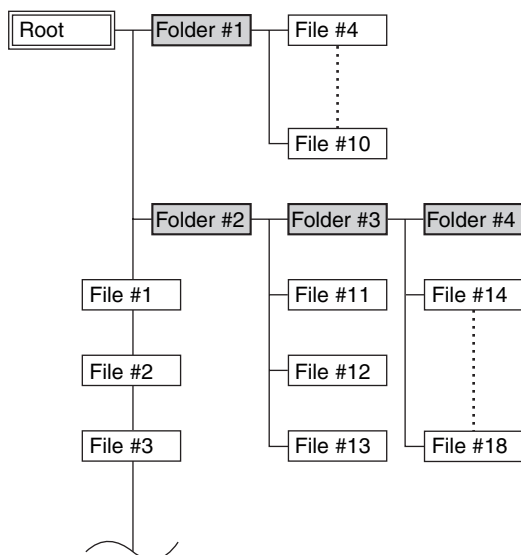 Root
Folder #1
File #4
File #10
Folder #2
Folder #3
Folder #4
File #1
File #11
File #14
File #2
File #12
File #3
File #13
File #18